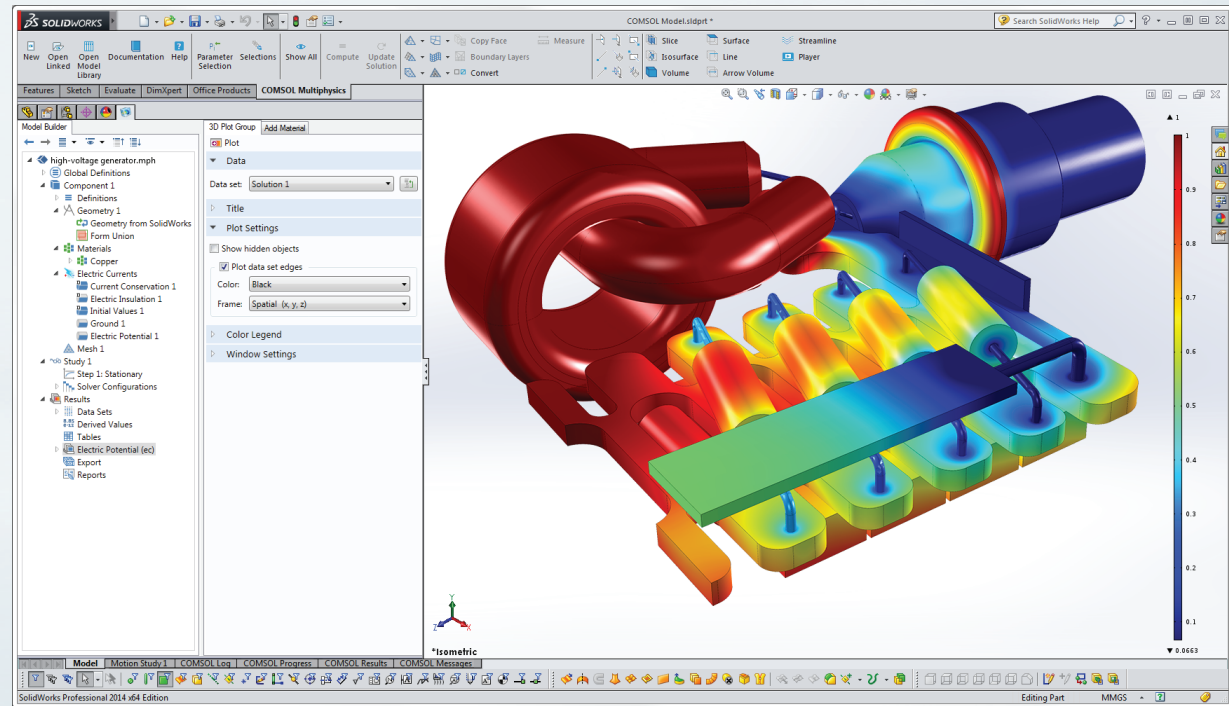 SOLIDWORKS
COMSOL Model.sldprt *
Search SolidWorks Help
New
Open Linked
Open Model Library
Documentation
Help
Parameter Selection
Selections
Show All
Compute
Update Solution
Copy Face
Boundary Layers
Convert
Measure
Slice
Isosurface
Volume
Surface
Line
Arrow Volume
Streamline
Player
Features
Sketch
Evaluate
DimXpert
Office Products
COMSOL Multiphysics
Model Builder
high-voltage generator.mph
Global Definitions
Component 1
Definitions
Geometry 1
Geometry from SolidWorks
Form Union
Materials
Copper
Electric Currents
Current Conservation 1
Electric Insulation 1
Initial Values 1
Ground 1
Electric Potential 1
Mesh 1
Study 1
Step 1: Stationary
Solver Configurations
Results
Data Sets
Derived Values
Tables
Electric Potential (ec)
Export
Reports
3D Plot Group
Add Material
Plot
Data
Data set: Solution 1
Title
Plot Settings
Show hidden objects
Plot data set edges
Color: Black
Frame: Spatial (x, y, z)
Color Legend
Window Settings
▲ 1
1
0.9
0.8
0.7
0.6
0.5
0.4
0.3
0.2
0.1
▼ 0.0663
Y
Z
X
*Isometric
Model
Motion Study 1
COMSOL Log
COMSOL Progress
COMSOL Results
COMSOL Messages
SolidWorks Professional 2014 x64 Edition
Editing Part
MMGS